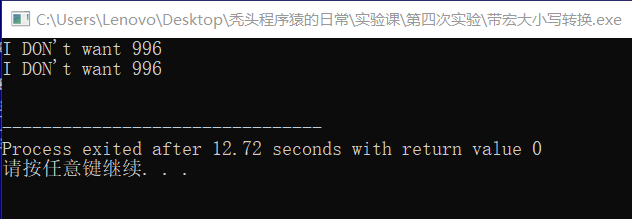 C:\Users\Lenovo\Desktop\秃头程序猿的日常\实验课\第四次实验\带宏大小写转换.exe
I DON't want 996
I DON't want 996
--------------------------------
Process exited after 12.72 seconds with return value 0
请按任意键继续. . .